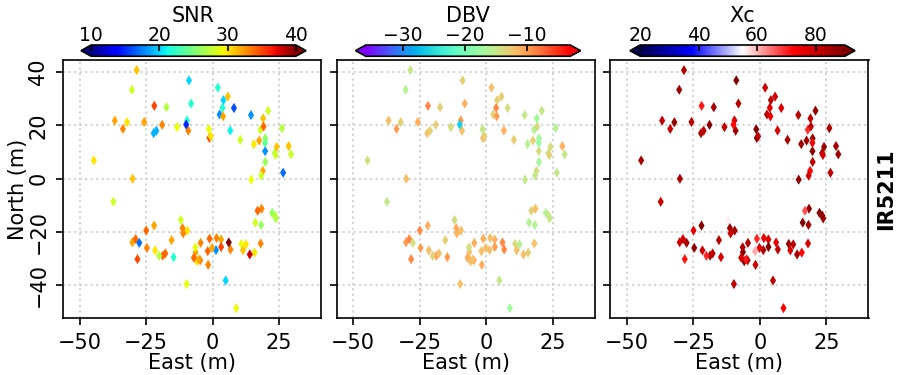 SNR DBV Xc
10 20 30 40 −30 −20 −10 20 40 60 80
40
20
0
−20
−40
North (m)
IR5211
−50 −25 0 25 −50 −25 0 25 −50 −25 0 25
East (m) East (m) East (m)